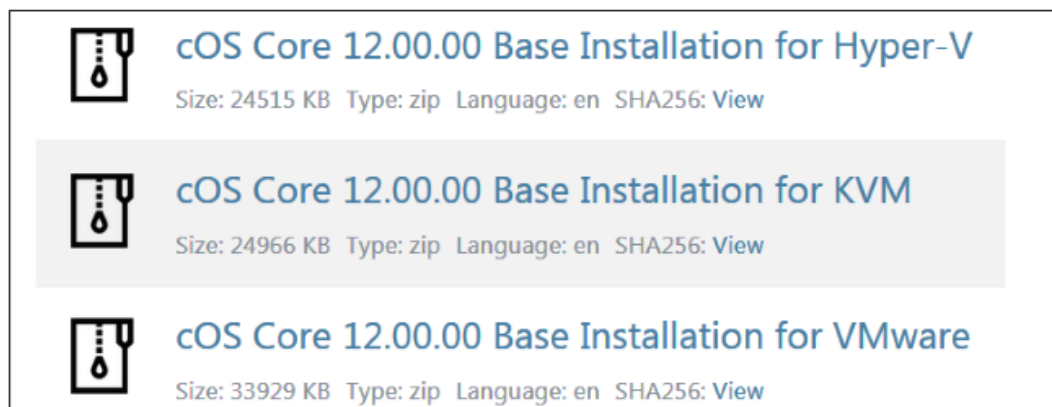 cOS Core 12.00.00 Base Installation for Hyper-V
Size: 24515 KB Type: zip Language: en SHA256: View
cOS Core 12.00.00 Base Installation for KVM
Size: 24966 KB Type: zip Language: en SHA256: View
cOS Core 12.00.00 Base Installation for VMware
Size: 33929 KB Type: zip Language: en SHA256: View